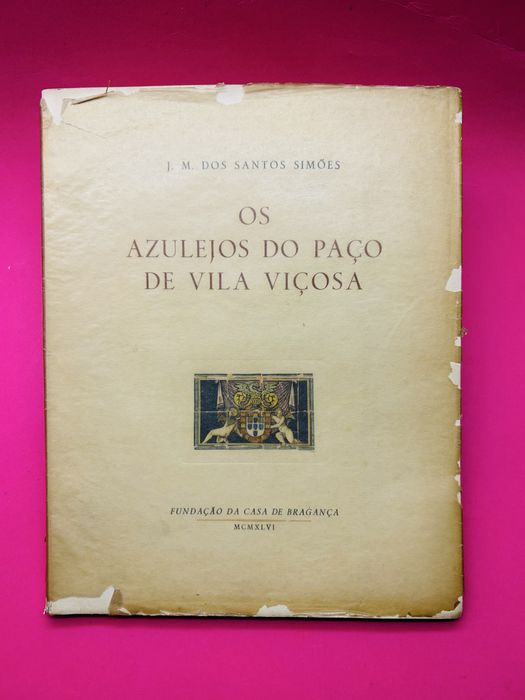 J. M. DOS SANTOS SIMÕES
OS
AZULEJOS DO PAÇO
DE VILA VIÇOSA
FUNDAÇÃO DA CASA DE BRAGANÇA
MCMXLVI